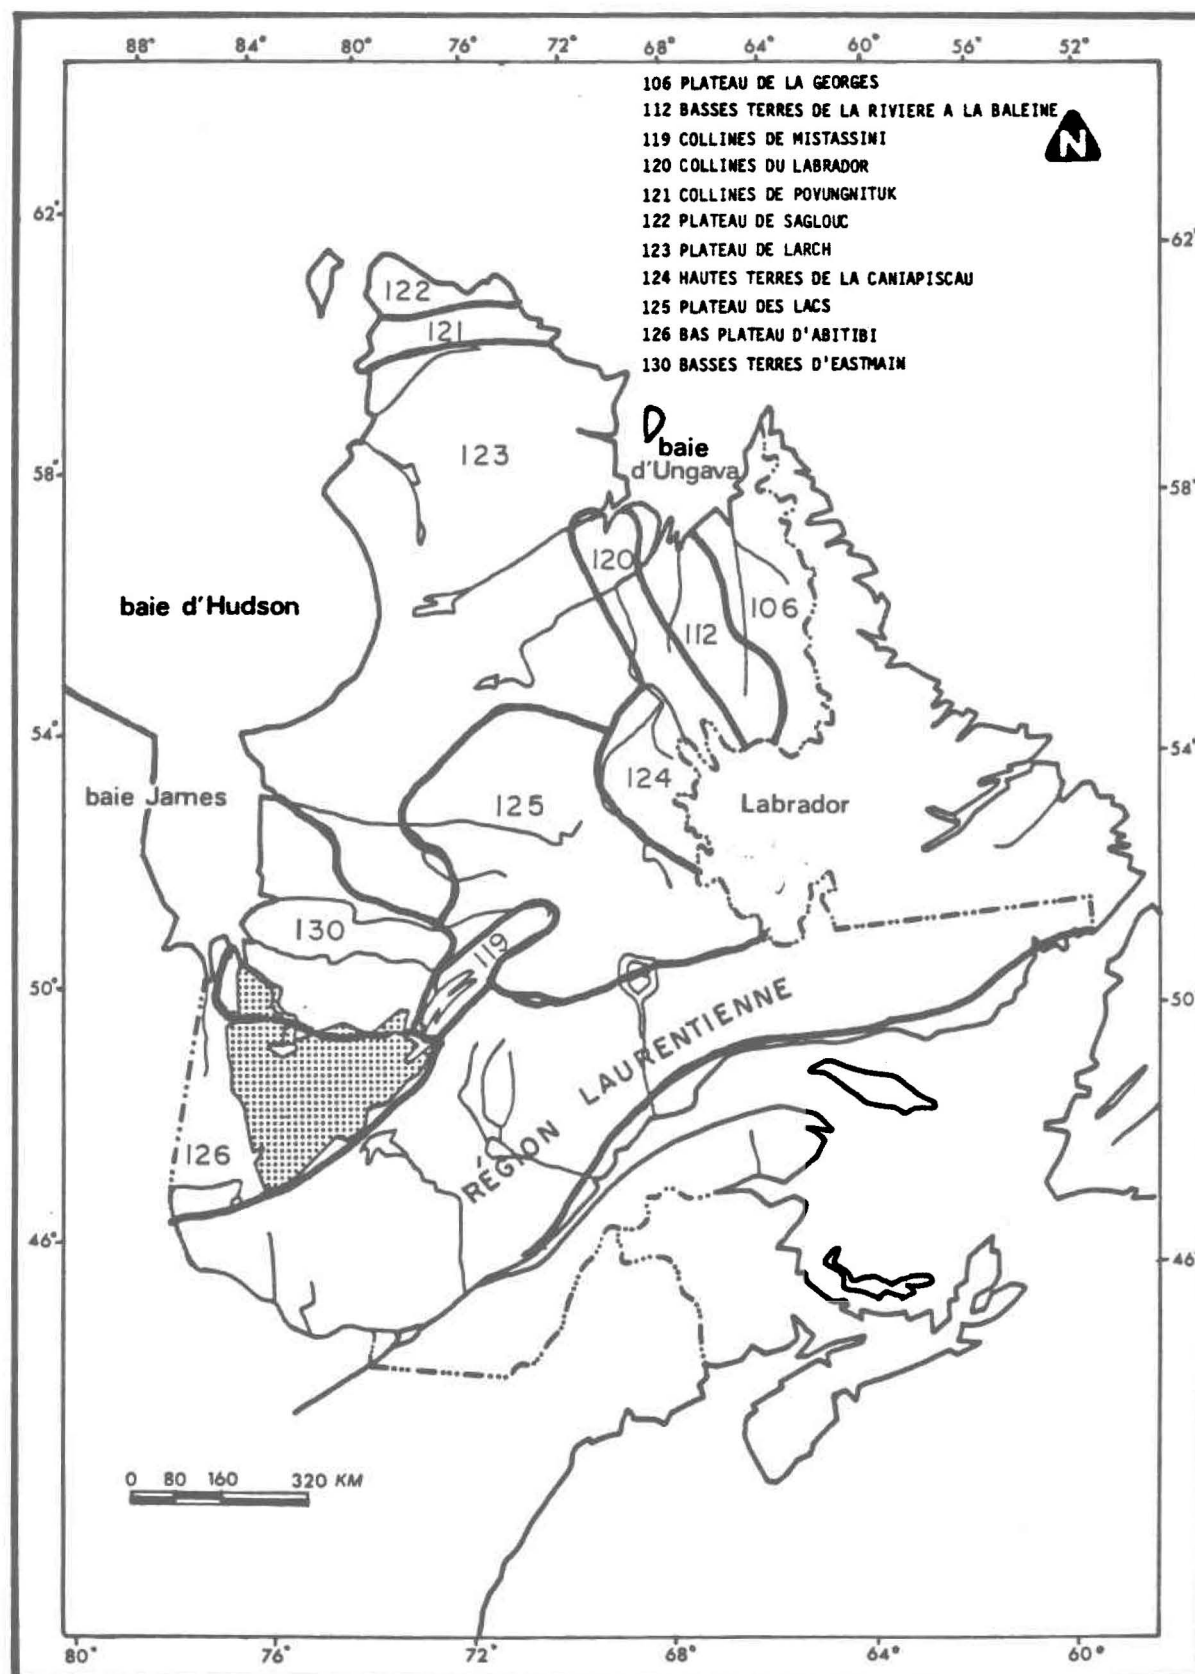 88° 84° 80° 76° 72° 68° 64° 60° 56° 52°
106 PLATEAU DE LA GEORGES
112 BASSES TERRES DE LA RIVIERE A LA BALEINE
119 COLLINES DE MISTASSINI
120 COLLINES DU LABRADOR
121 COLLINES DE POVUNGNITUK
122 PLATEAU DE SAGLOUC
123 PLATEAU DE LARCH
124 HAUTES TERRES DE LA CANIAPISCAU
125 PLATEAU DES LACS
126 BAS PLATEAU D'ABITIBI
130 BASSES TERRES D'EASTMAIN
N
62° 62°
122
121
123
baie
d'Ungava
58° 58°
120
106
112
baie d'Hudson
54° 54°
124
125
baie James
Labrador
130
119
50° 50°
RÉGION LAURENTIENNE
126
46° 46°
0 80 160 320 KM
80° 76° 72° 68° 64° 60°